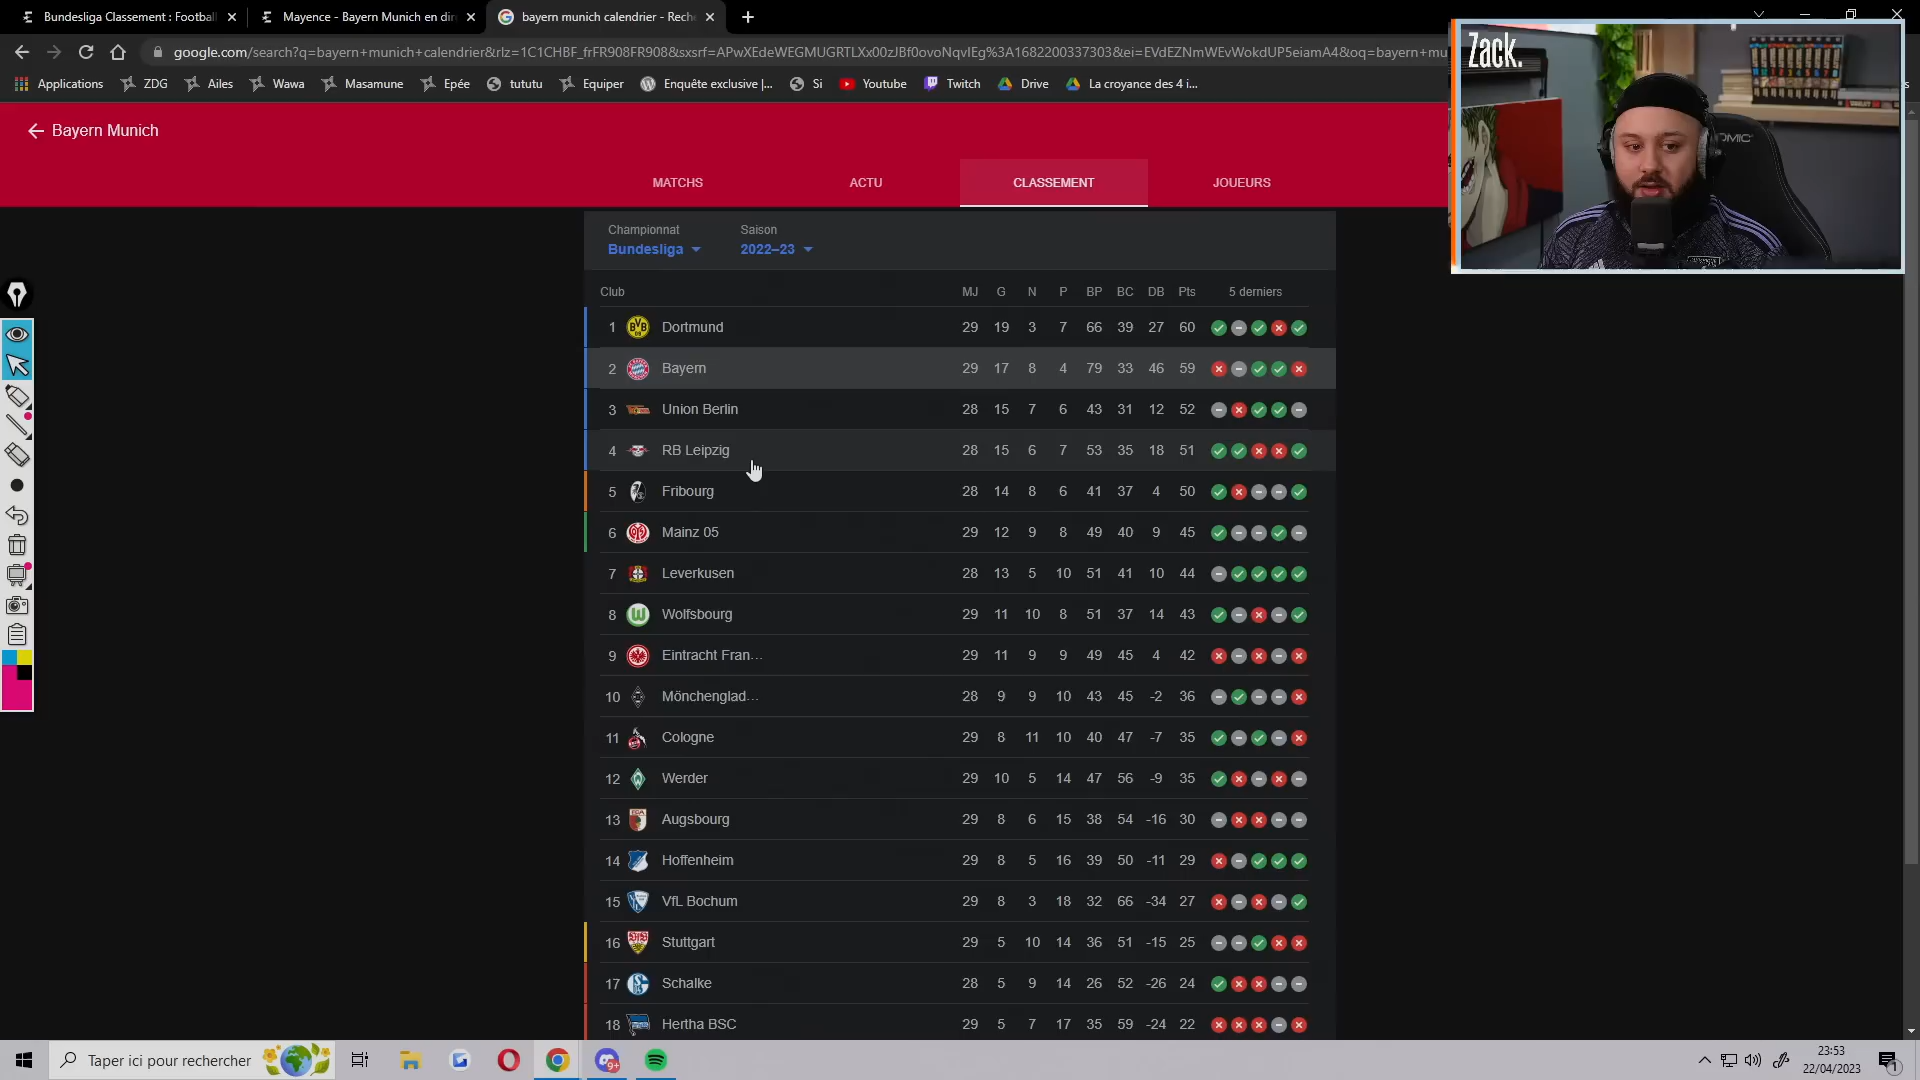 Bundesliga Classement : Footbal
Mayence - Bayern Munich en dir
bayern munich calendrier - Rech
google.com/search?q=bayern+munich+calendrier&rlz=1C1CHBF_frFR908FR908&sxsrf=APwXEdeWEGMUGRTLXx00zJBf0ovoNqvIEg%3A1682200337303&ei=EVdEZNmWEvWokdUP5eiamA4&oq=bayern+mu
Applications
ZDG
Ailes
Wawa
Masamune
Epée
tututu
Equiper
Enquête exclusive |...
Si
Youtube
Twitch
Drive
La croyance des 4 i...
Zack.
Bayern Munich
MATCHS ACTU CLASSEMENT JOUEURS
Championnat Saison
Bundesliga 2022–23
Club MJ G N P BP BC DB Pts 5 derniers
1 Dortmund 29 19 3 7 66 39 27 60
2 Bayern 29 17 8 4 79 33 46 59
3 Union Berlin 28 15 7 6 43 31 12 52
4 RB Leipzig 28 15 6 7 53 35 18 51
5 Fribourg 28 14 8 6 41 37 4 50
6 Mainz 05 29 12 9 8 49 40 9 45
7 Leverkusen 28 13 5 10 51 41 10 44
8 Wolfsbourg 29 11 10 8 51 37 14 43
9 Eintracht Fran... 29 11 9 9 49 45 4 42
10 Mönchenglad... 28 9 9 10 43 45 -2 36
11 Cologne 29 8 11 10 40 47 -7 35
12 Werder 29 10 5 14 47 56 -9 35
13 Augsbourg 29 8 6 15 38 54 -16 30
14 Hoffenheim 29 8 5 16 39 50 -11 29
15 VfL Bochum 29 8 3 18 32 66 -34 27
16 Stuttgart 29 5 10 14 36 51 -15 25
17 Schalke 28 5 9 14 26 52 -26 24
18 Hertha BSC 29 5 7 17 35 59 -24 22
Taper ici pour rechercher
9+
23:53
22/04/2023
1